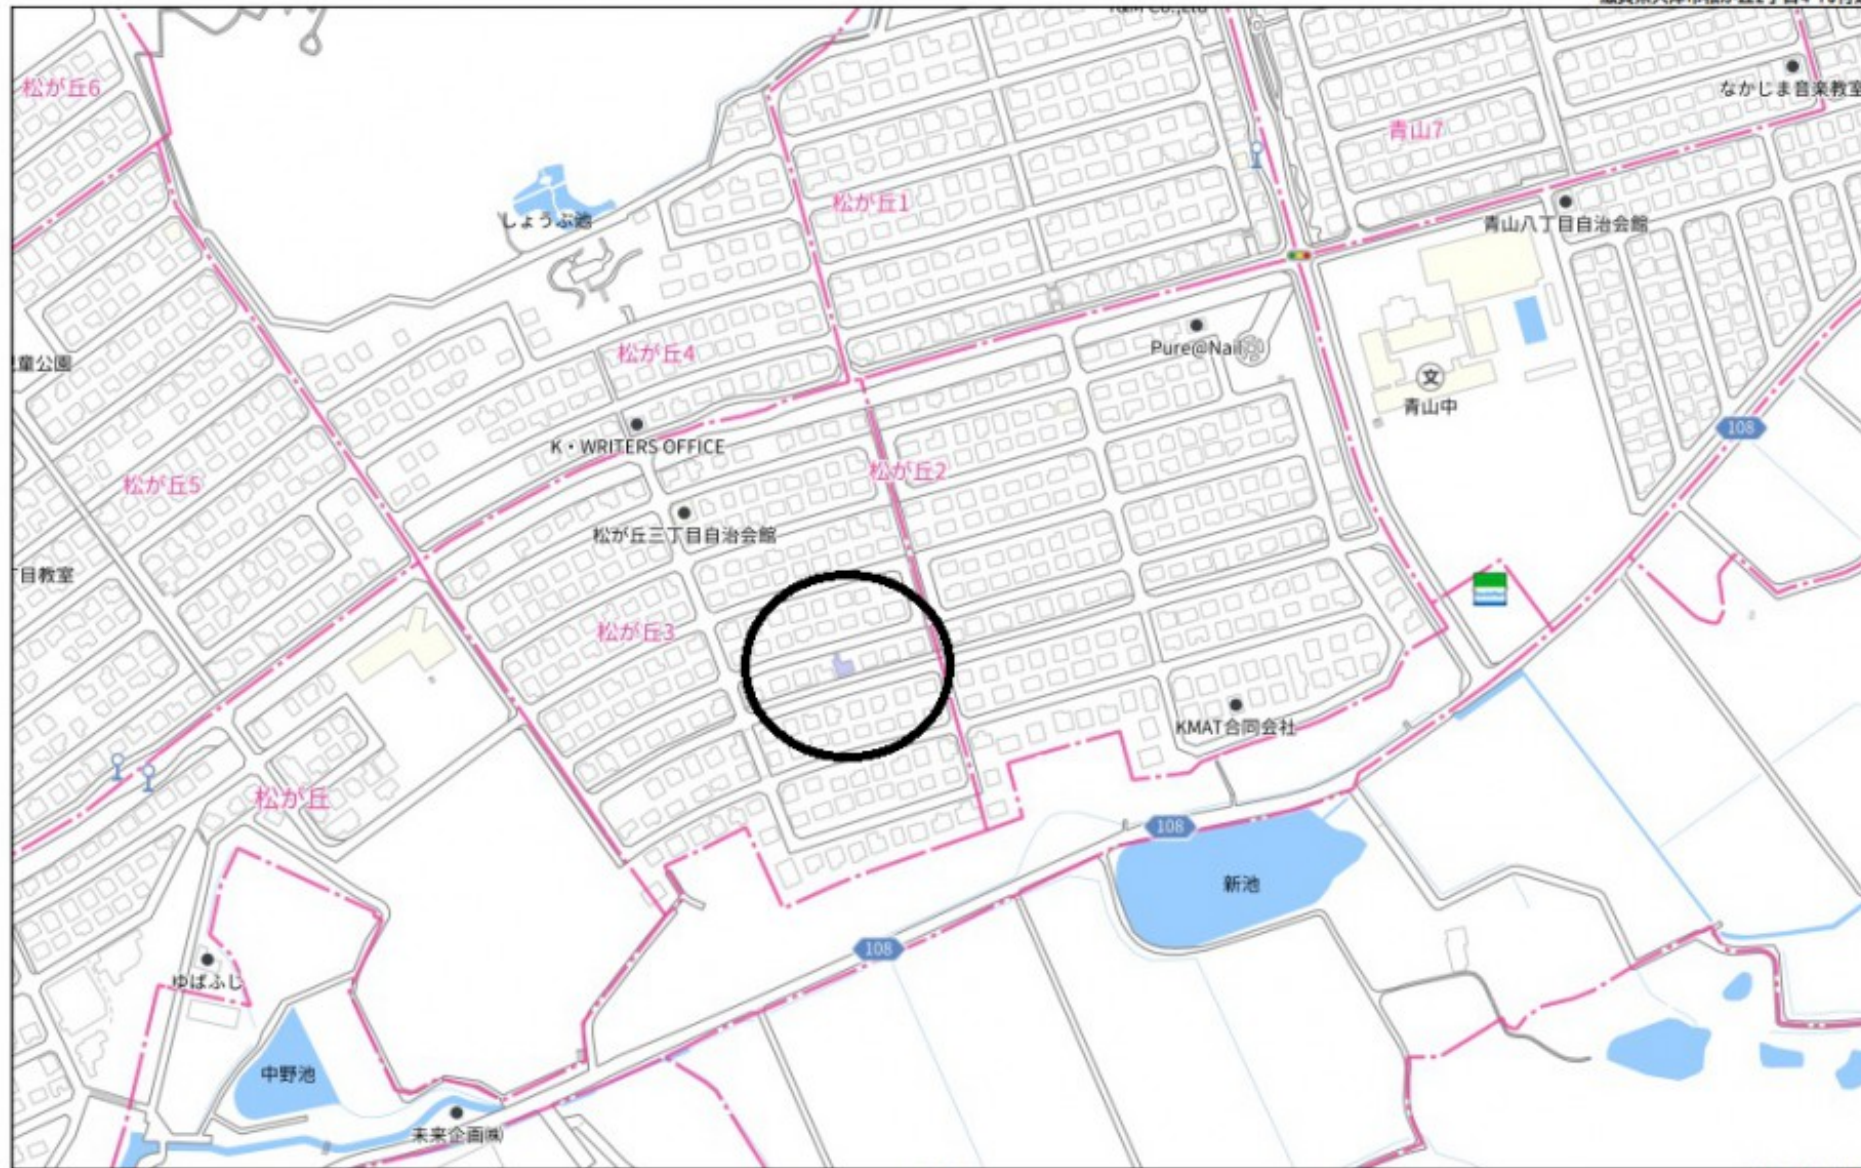 T&M Co.,Ltd
松が丘6
なかじま音楽教室
青山7
松が丘1
しょうぶ池
青山八丁目自治会館
Pure@Nail
松が丘4
童公園
文
青山中
108
K・WRITERS OFFICE
松が丘2
松が丘5
松が丘三丁目自治会館
丁目教室
FamilyMart
松が丘3
KMAT合同会社
松が丘
108
新池
108
ゆばふじ
中野池
未来企画㈱